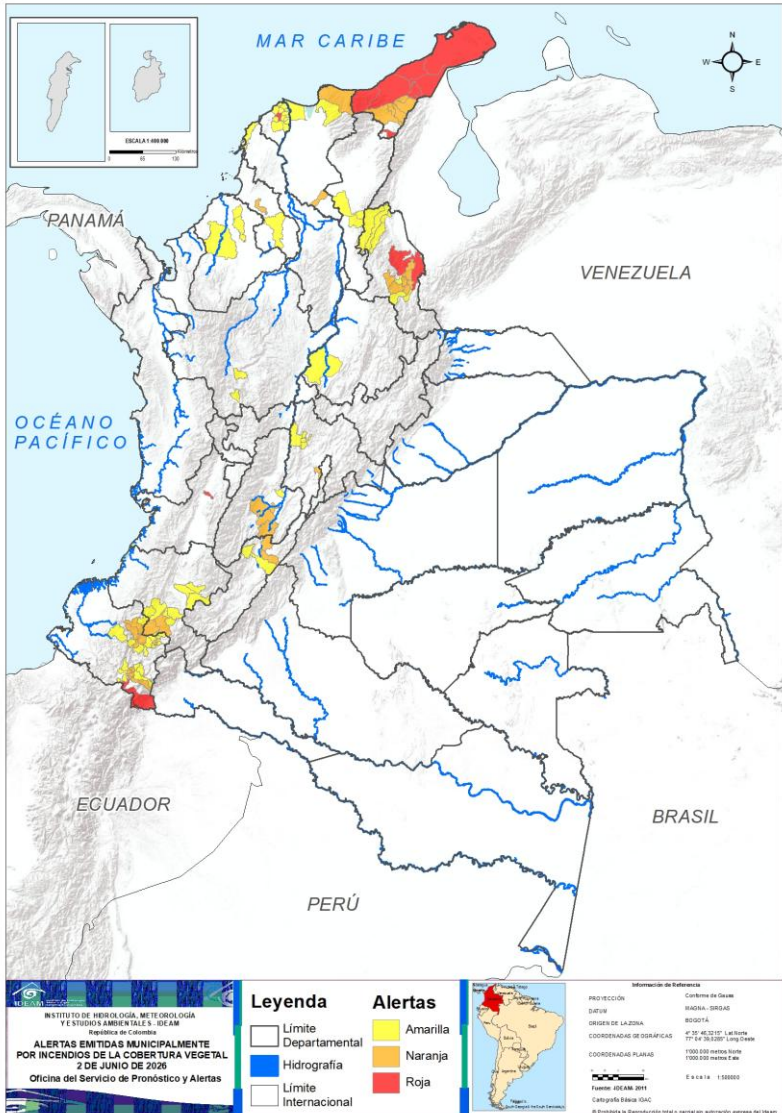 MAR CARIBE
N
W
E
S
ESCALA 1:400.000
PANAMÁ
VENEZUELA
OCÉANO
PACÍFICO
ECUADOR
BRASIL
PERÚ
IDEAM
INSTITUTO DE HIDROLOGÍA, METEOROLOGÍA
Y ESTUDIOS AMBIENTALES - IDEAM
República de Colombia
ALERTAS EMITIDAS MUNICIPALMENTE
POR INCENDIOS DE LA COBERTURA VEGETAL
2 DE JUNIO DE 2026
Oficina del Servicio de Pronóstico y Alertas
Leyenda
Límite
Departamental
Hidrografía
Límite
Internacional
Alertas
Amarilla
Naranja
Roja
Información de Referencia
PROYECCIÓN
Conforme de Gauss
DATUM
MAGNA - SIRGAS
ORIGEN DE LA ZONA
BOGOTÁ
COORDENADAS GEOGRÁFICAS
COORDENADAS PLANAS
1'000.000 metros Norte
1'000.000 metros Este
Fuente: IDEAM- 2011
Cartografía Básica: IGAC